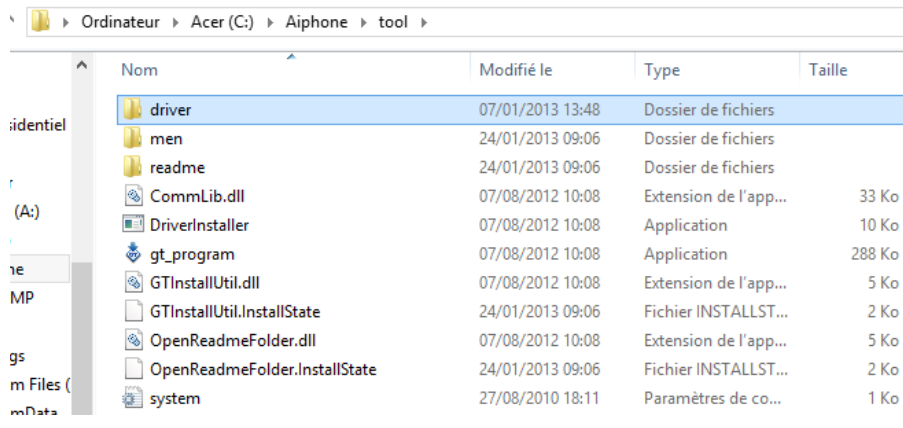 Ordinateur Acer (C:) Aiphone tool
Nom Modifié le Type Taille
driver 07/01/2013 13:48 Dossier de fichiers
sidentiel
men 24/01/2013 09:06 Dossier de fichiers
readme 24/01/2013 09:06 Dossier de fichiers
CommLib.dll 07/08/2012 10:08 Extension de l'app... 33 Ko
(A:)
DriverInstaller 07/08/2012 10:08 Application 10 Ko
gt_program 07/08/2012 10:08 Application 288 Ko
ne
GTInstallUtil.dll 07/08/2012 10:08 Extension de l'app... 5 Ko
MP
GTInstallUtil.InstallState 24/01/2013 09:06 Fichier INSTALLST... 2 Ko
OpenReadmeFolder.dll 07/08/2012 10:08 Extension de l'app... 5 Ko
gs
OpenReadmeFolder.InstallState 24/01/2013 09:06 Fichier INSTALLST... 2 Ko
m Files (
system 27/08/2010 18:11 Paramètres de co... 1 Ko
mData